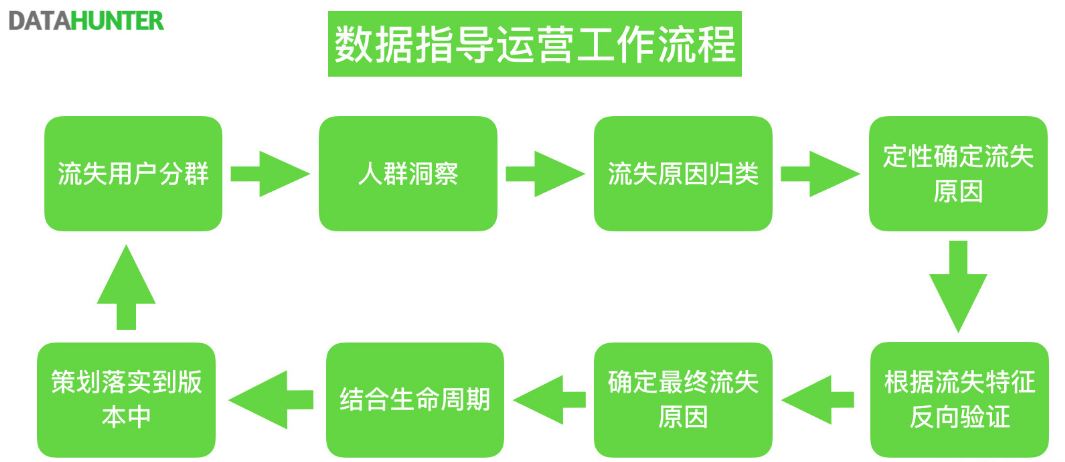 DATAHUNTER
数据指导运营工作流程
流失用户分群
人群洞察
流失原因归类
定性确定流失
原因
根据流失特征
反向验证
确定最终流失
原因
结合生命周期
策划落实到版
本中